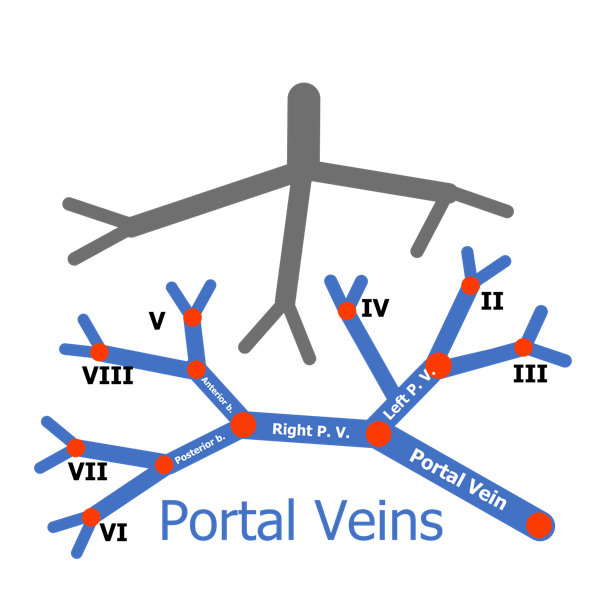 IV
II
V
VIII
III
Anterior b.
Left P. V.
Right P. V.
Posterior b.
Portal Vein
VII
VI
Portal Veins